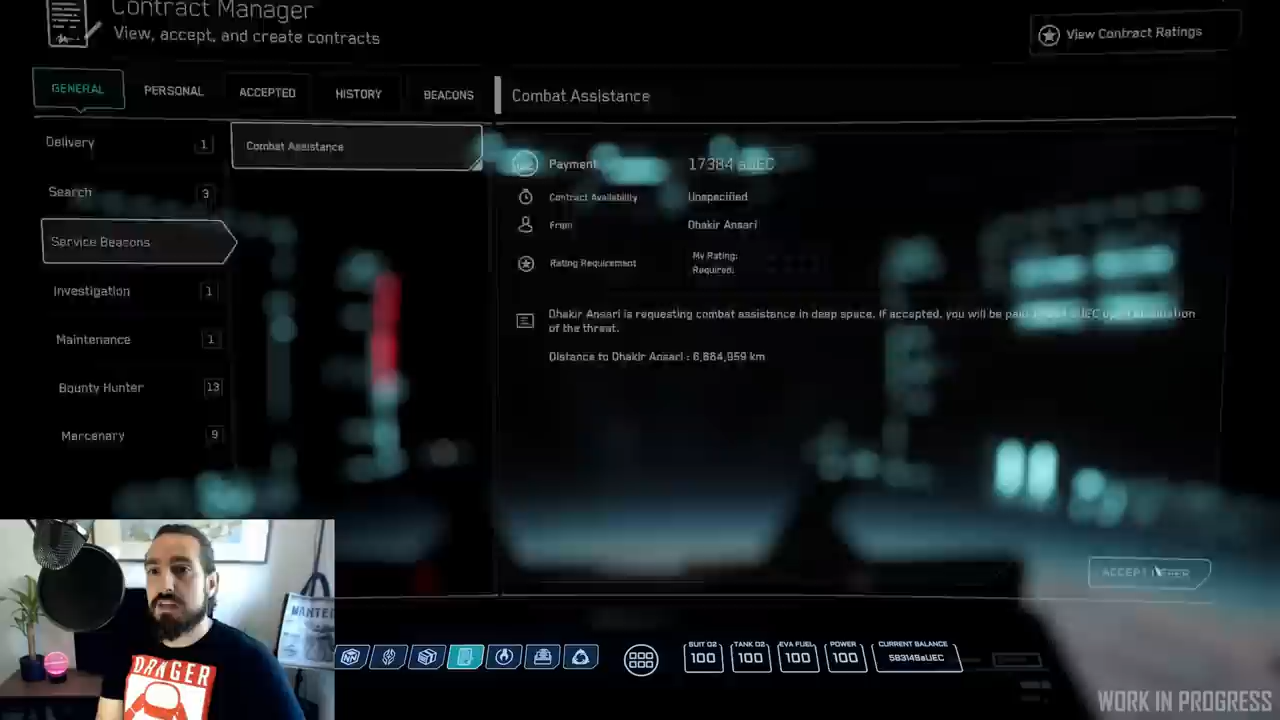 Contract Manager
View, accept, and create contracts
View Contract Ratings
GENERAL
PERSONAL
ACCEPTED
HISTORY
BEACONS
Combat Assistance
Delivery
1
Search
3
Service Beacons
Investigation
1
Maintenance
1
Bounty Hunter
13
Mercenary
9
Combat Assistance
Payment
17384 aUEC
Contract Availability
Unspecified
From
Dhakir Ansari
Rating Requirement
My Rating:
Required:
Dhakir Ansari is requesting combat assistance in deep space. If accepted, you will be
of the threat.
Distance to Dhakir Ansari : 6,884,959 km
ACCEPT
SUIT O2
100
TANK O2
100
EVA FUEL
100
POWER
100
CURRENT BALANCE
583149aUEC
WANTED
DANGER
WORK IN PROGRESS